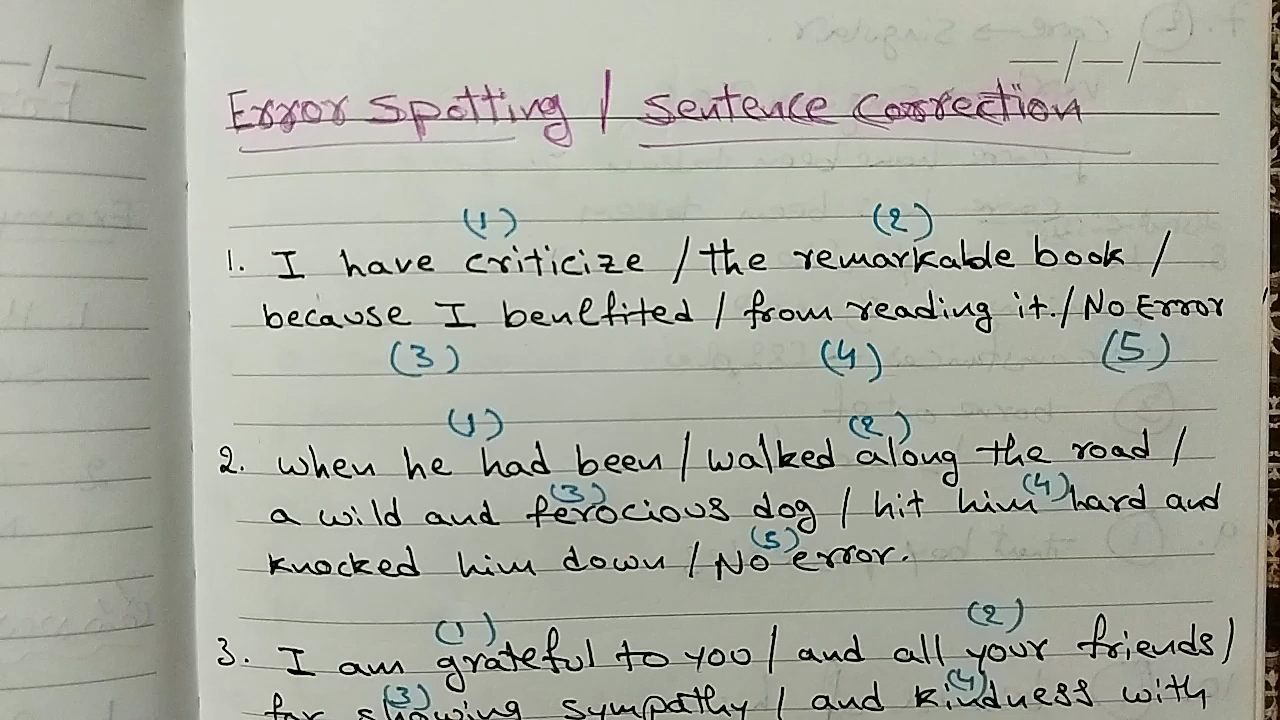 —/—/—
Error Spotting / Sentence Correction
(1) (2)
1. I have criticize / the remarkable book /
because I benefited / from reading it. / No Error
(3) (4) (5)
(1) (2)
2. When he had been / walked along the road /
(3) (4)
a wild and ferocious dog / hit him hard and
(5)
knocked him down / No error.
(1) (2)
3. I am grateful to you / and all your friends /
(3) (4)
for showing sympathy / and kindness with